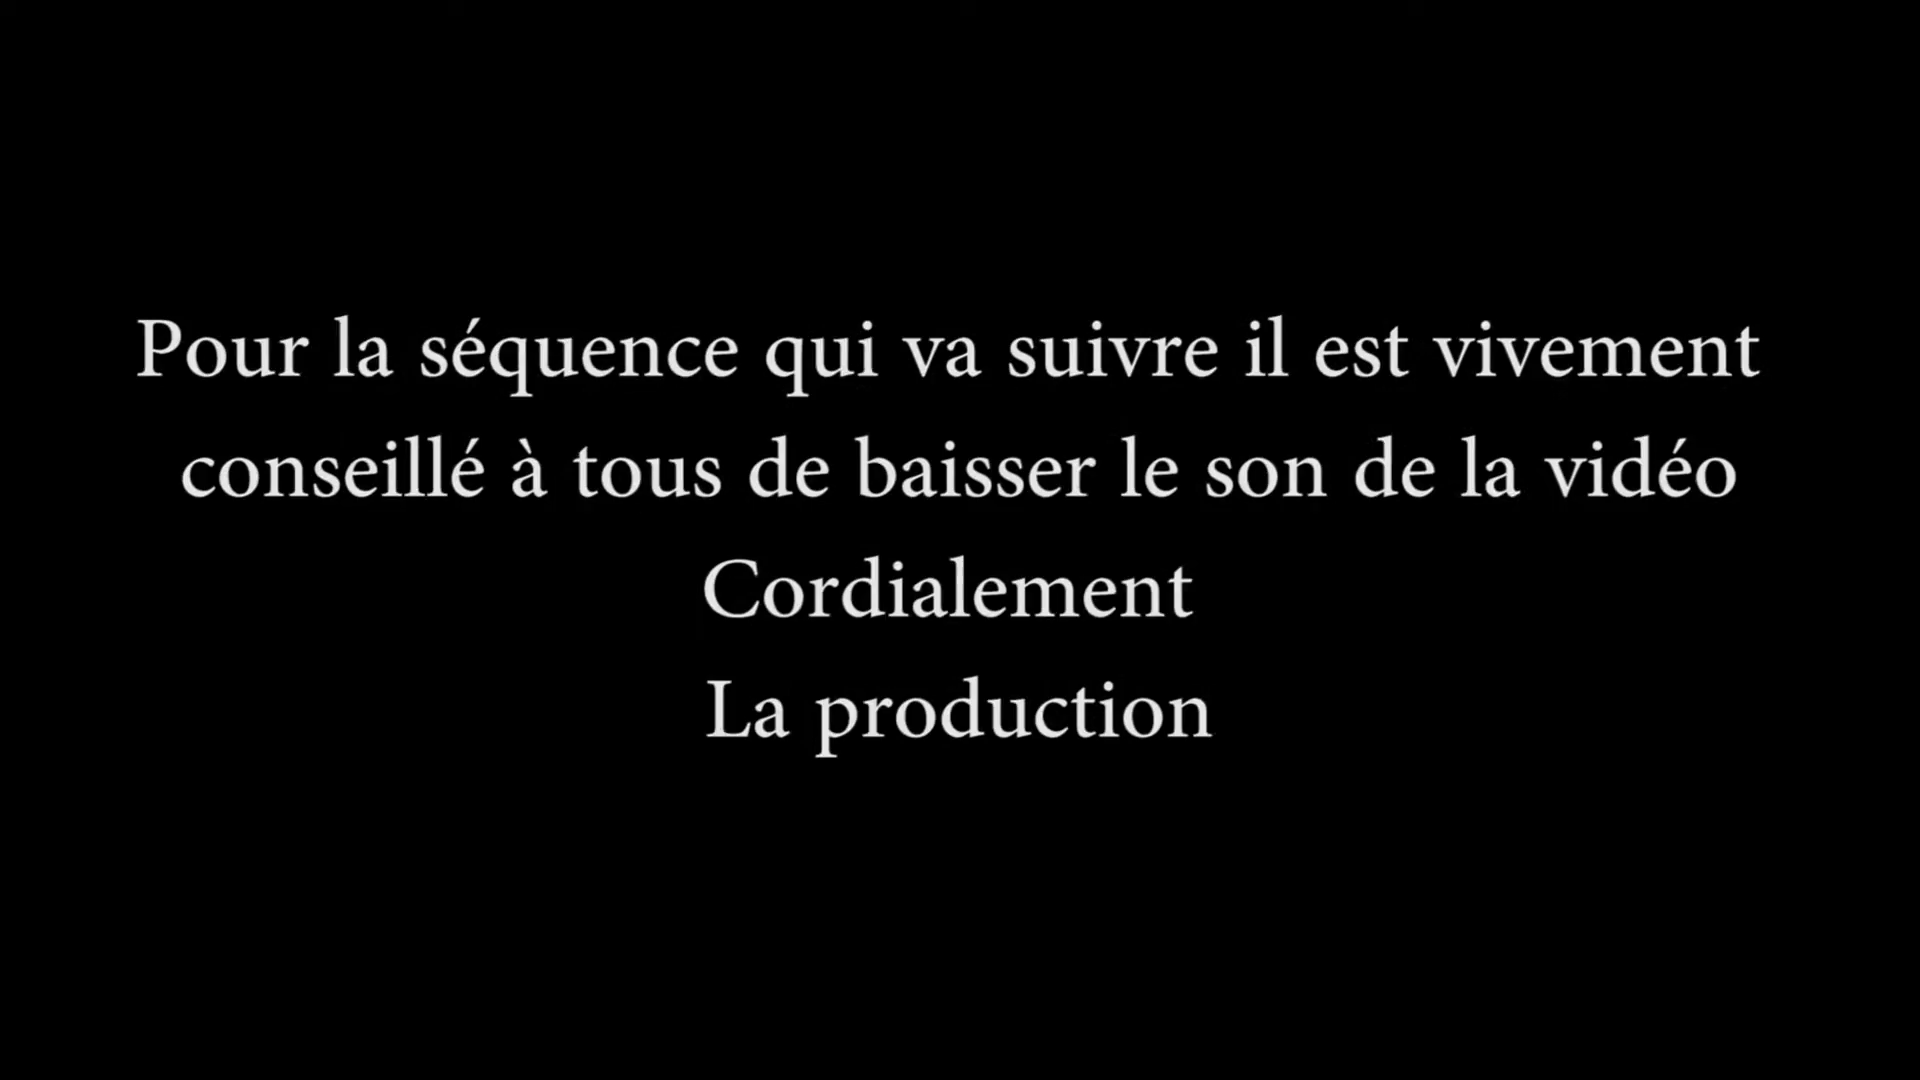 Pour la séquence qui va suivre il est vivement
conseillé à tous de baisser le son de la vidéo
Cordialement
La production